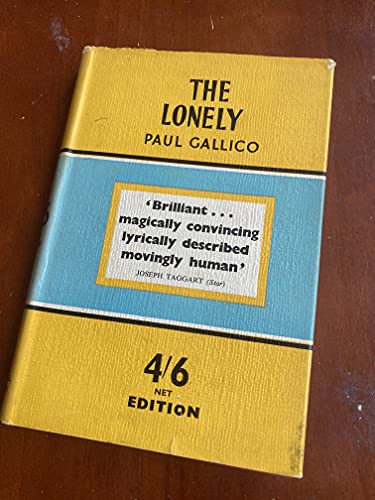 THE
LONELY
PAUL GALLICO
‘Brilliant...
magically convincing
lyrically described
movingly human’
JOSEPH TAGGART (Star)
4/6
NET
EDITION